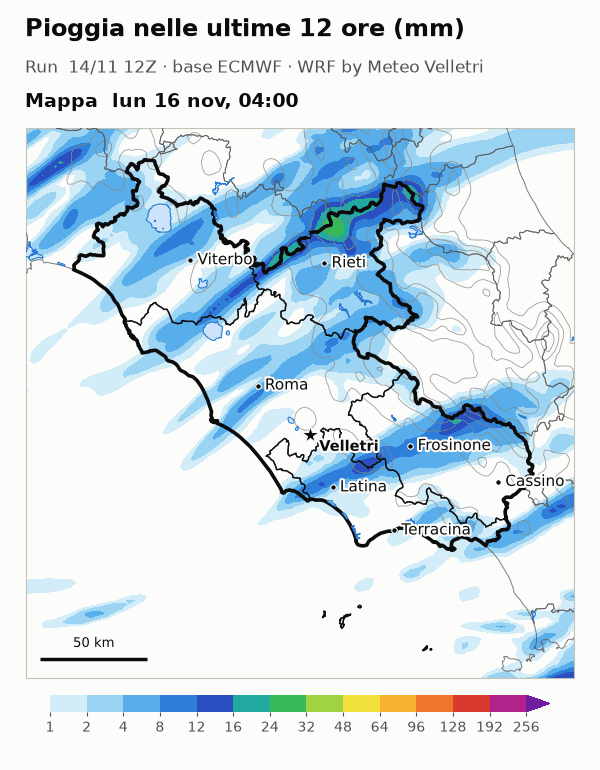 Pioggia nelle ultime 12 ore (mm)
Run 14/11 12Z · base ECMWF · WRF by Meteo Velletri
Mappa lun 16 nov, 04:00
Viterbo
Rieti
Roma
Velletri
Frosinone
Latina
Cassino
Terracina
50 km
1 2 4 8 12 16 24 32 48 64 96 128 192 256